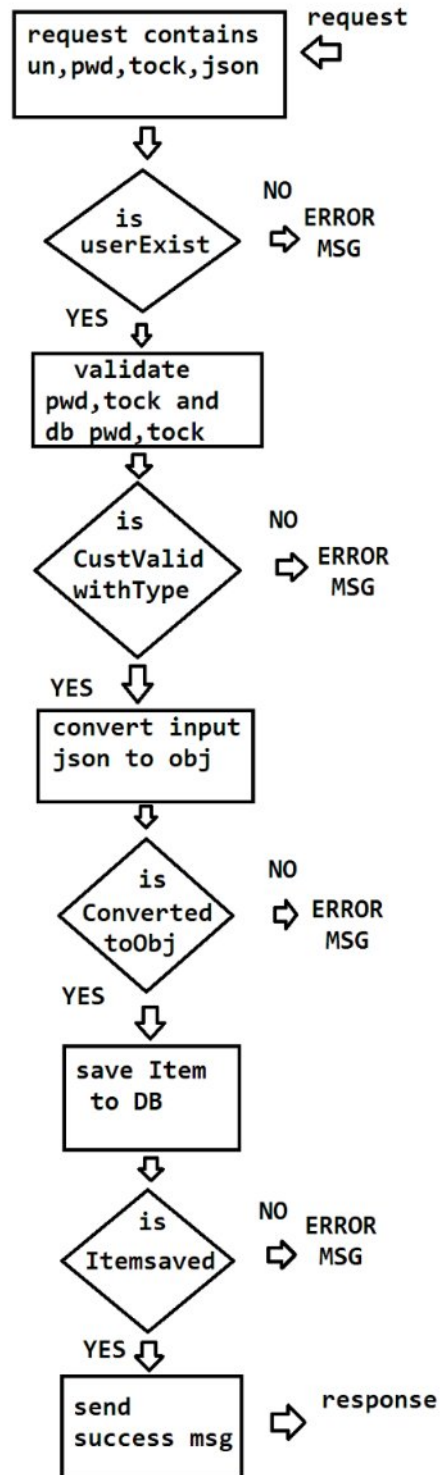 request
request contains
un,pwd,tock,json
is
userExist
NO
ERROR
MSG
YES
validate
pwd,tock and
db pwd,tock
is
CustValid
withType
NO
ERROR
MSG
YES
convert input
json to obj
is
Converted
toObj
NO
ERROR
MSG
YES
save Item
to DB
is
Itemsaved
NO
ERROR
MSG
YES
send
success msg
response